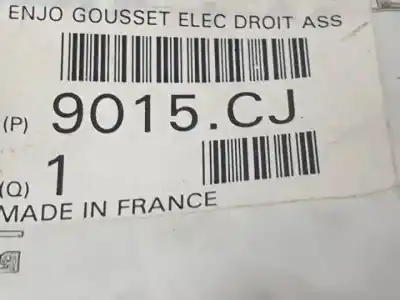 ENJO GOUSSET ELEC DROIT ASS
(P) 9015.CJ
(Q) 1
MADE IN FRANCE